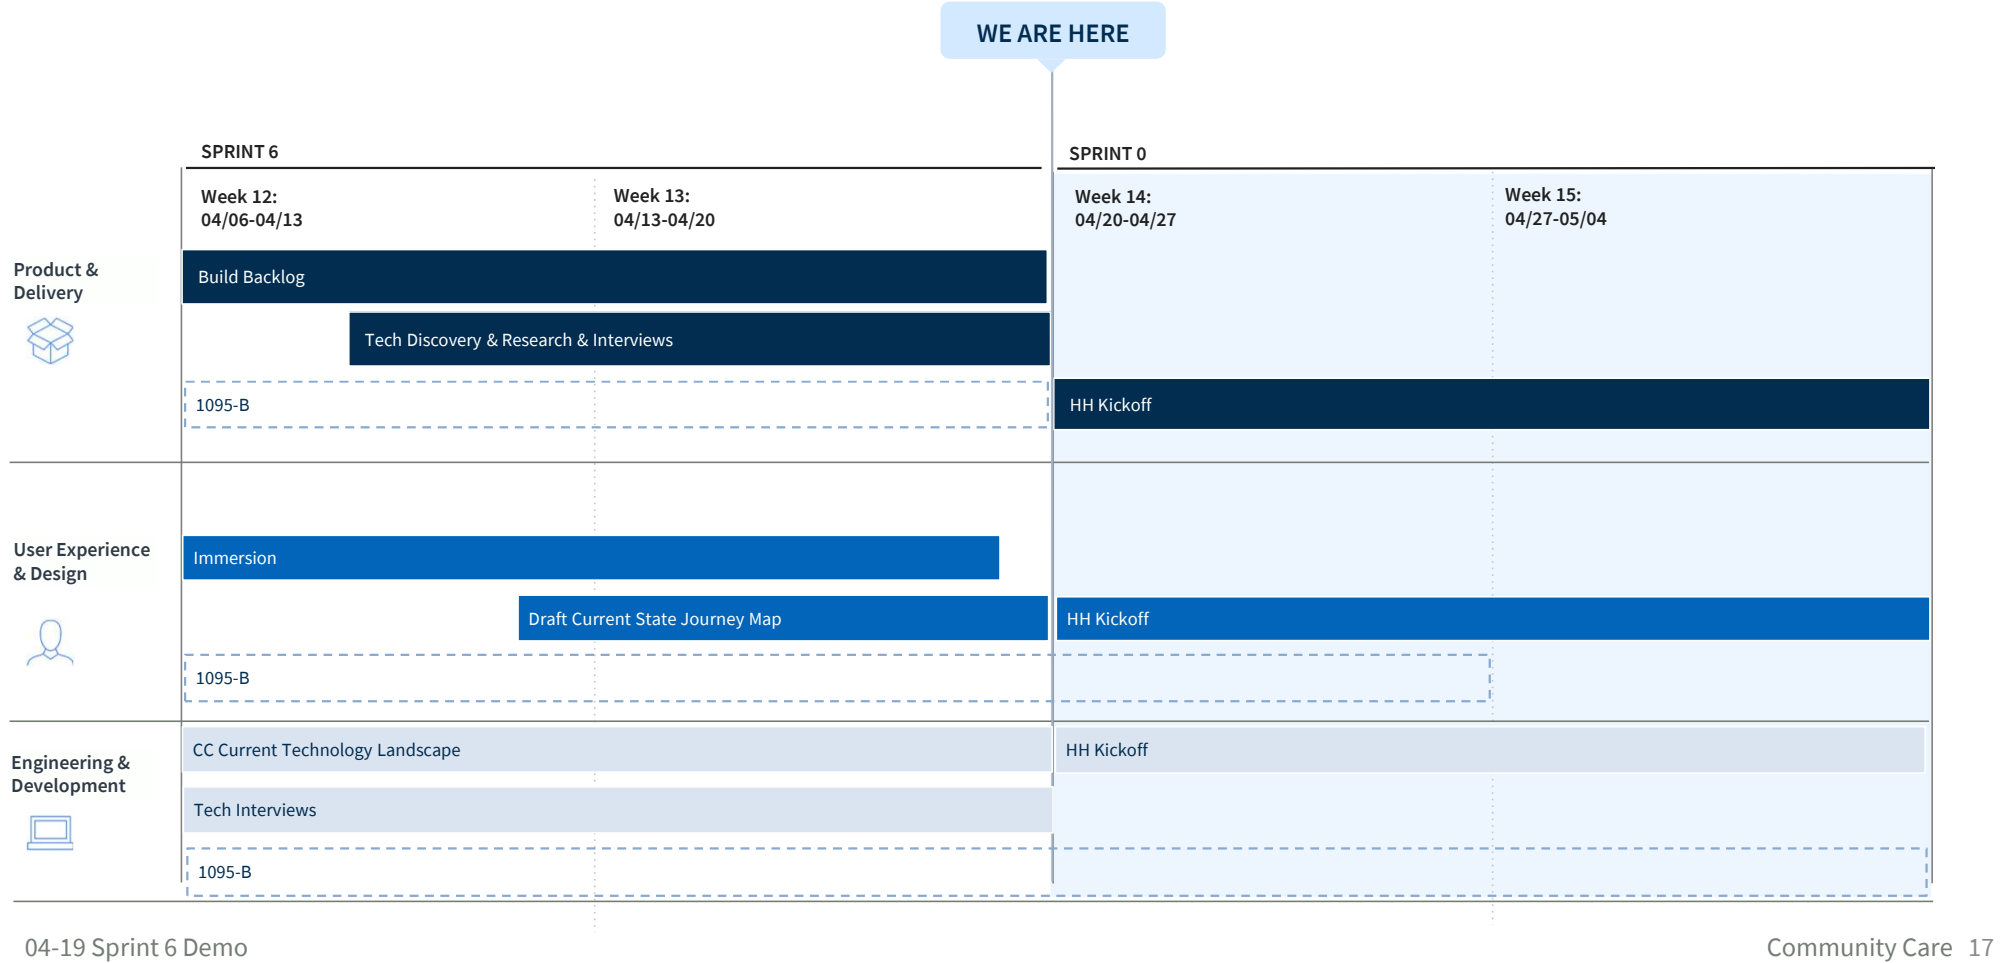 WE ARE HERE
SPRINT 6
SPRINT 0
Week 12:
04/06-04/13
Week 13:
04/13-04/20
Week 14:
04/20-04/27
Week 15:
04/27-05/04
Product &
Delivery
Build Backlog
Tech Discovery & Research & Interviews
1095-B
HH Kickoff
User Experience
& Design
Immersion
Draft Current State Journey Map
HH Kickoff
1095-B
Engineering &
Development
CC Current Technology Landscape
HH Kickoff
Tech Interviews
1095-B
04-19 Sprint 6 Demo
Community Care 17